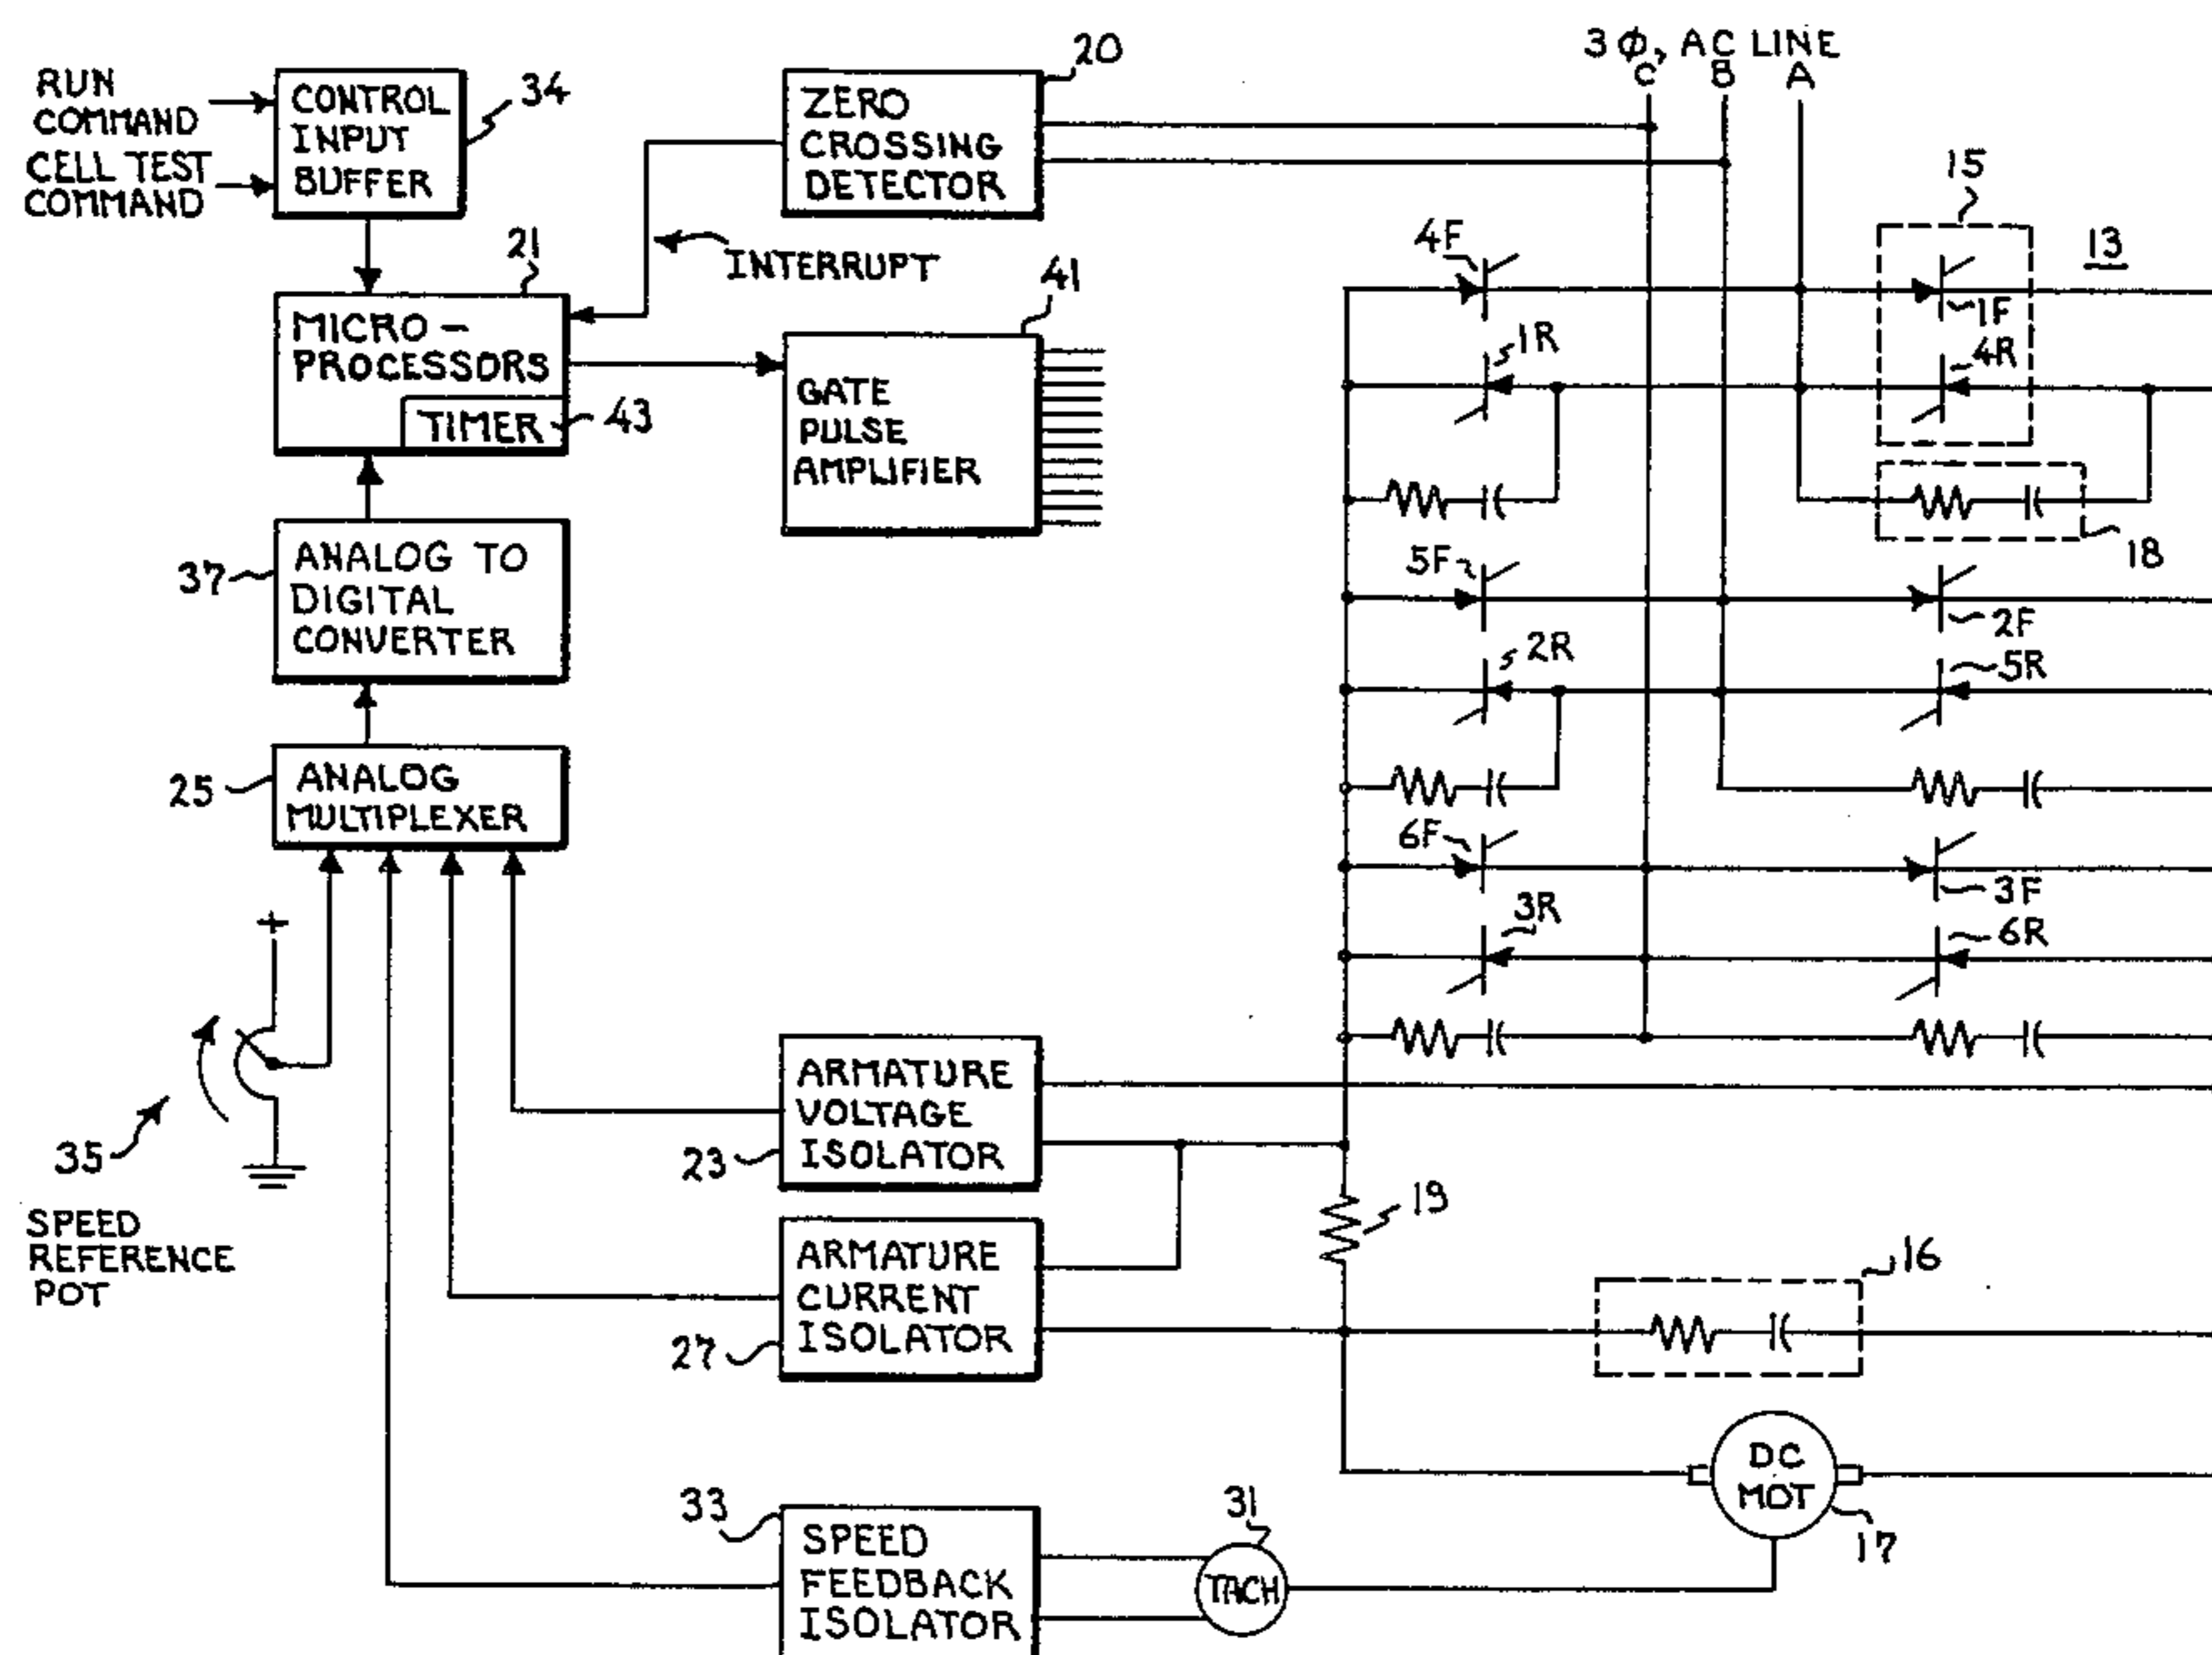 RUN
COMMAND
CELL TEST
COMMAND
CONTROL
INPUT
BUFFER
34
ZERO
CROSSING
DETECTOR
20
3 φ, AC LINE
C B A
INTERRUPT
21
MICRO -
PROCESSORS
TIMER
43
41
GATE
PULSE
AMPLIFIER
37
ANALOG TO
DIGITAL
CONVERTER
25
ANALOG
MULTIPLEXER
+
35
SPEED
REFERENCE
POT
ARMATURE
VOLTAGE
ISOLATOR
23
ARMATURE
CURRENT
ISOLATOR
27
33
SPEED
FEEDBACK
ISOLATOR
31
TACH
4F
1R
15
13
1F
4R
18
5F
2R
2F
5R
6F
3R
3F
6R
19
16
DC
MOT
17